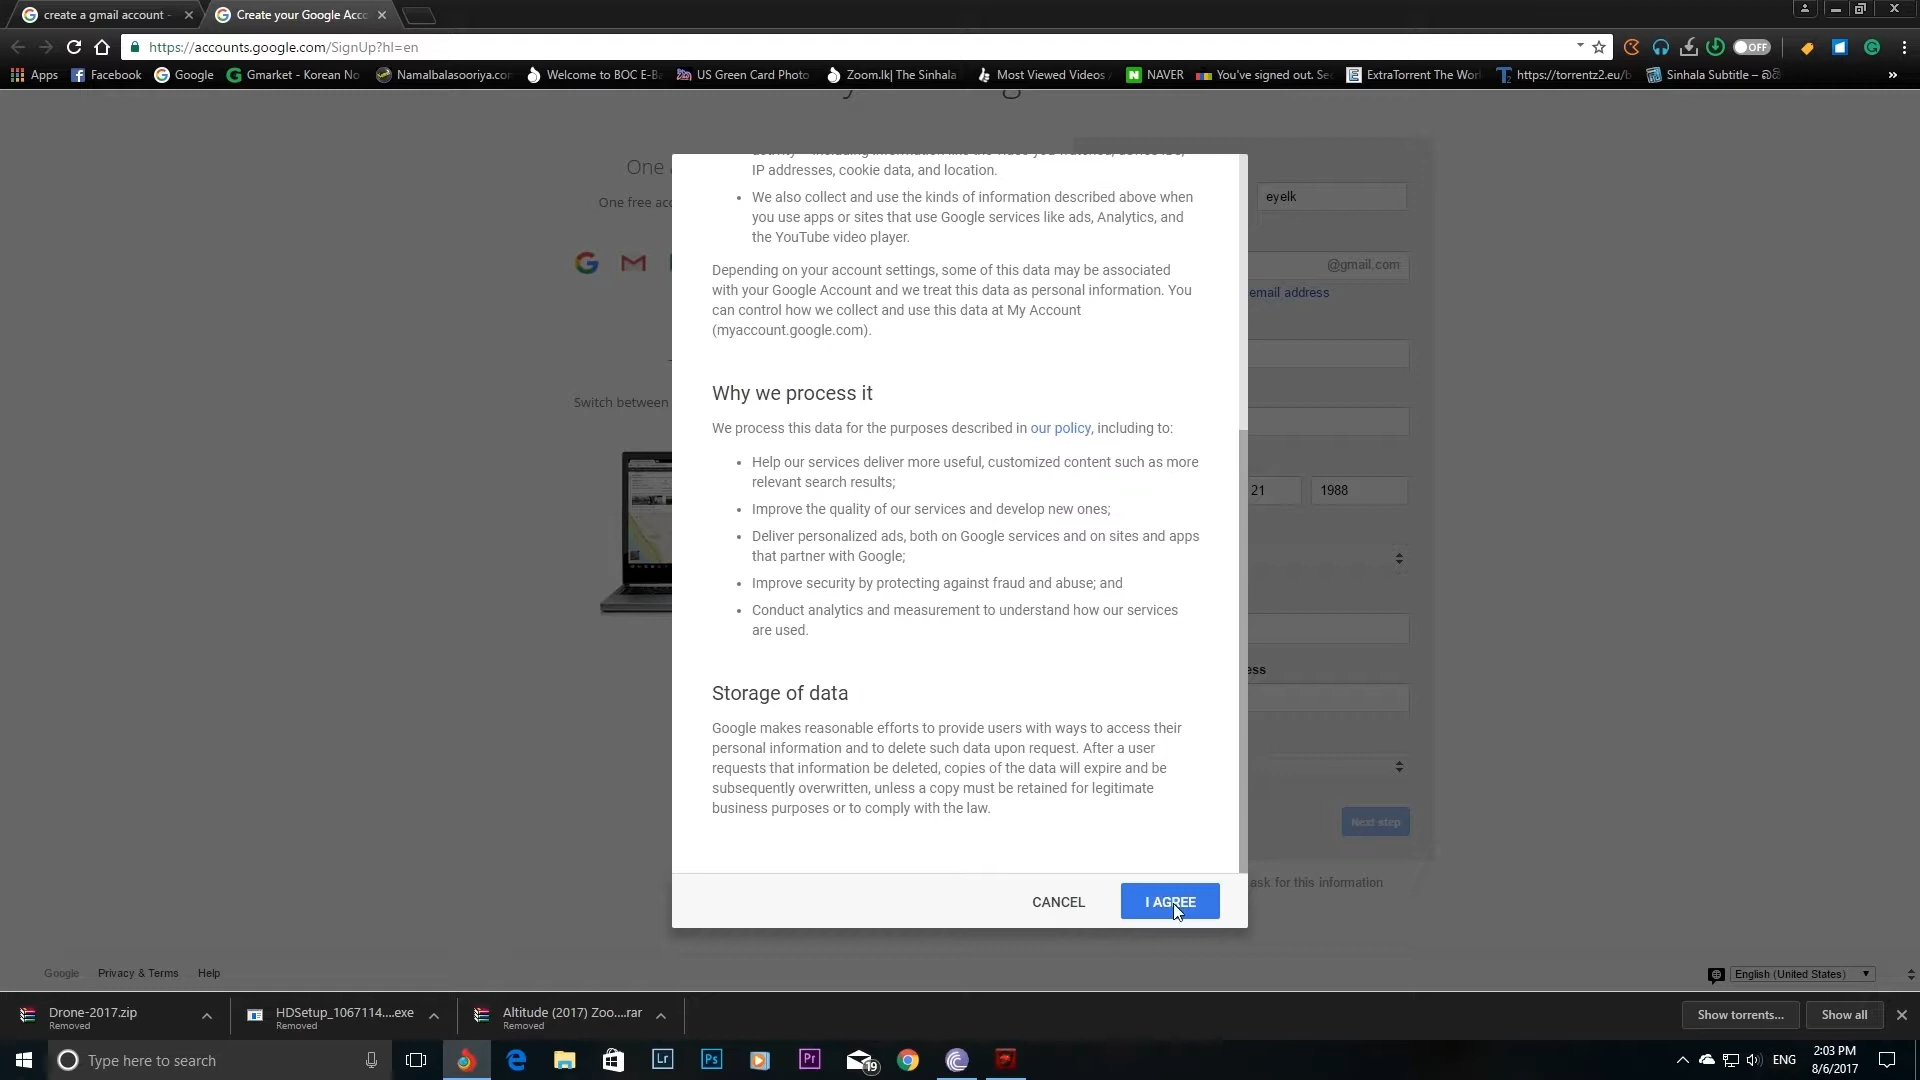 create a gmail account -
Create your Google Acco
https://accounts.google.com/SignUp?hl=en
OFF
Apps
Facebook
Google
Gmarket - Korean No
Namalbalasooriya.com
Welcome to BOC E-Ba
US Green Card Photo
Zoom.lk| The Sinhala
Most Viewed Videos
NAVER
You've signed out. Se
ExtraTorrent The Worl
https://torrentz2.eu/
Sinhala Subtitle –
One a
One free acc
Switch between
IP addresses, cookie data, and location.
• We also collect and use the kinds of information described above when
you use apps or sites that use Google services like ads, Analytics, and
the YouTube video player.
Depending on your account settings, some of this data may be associated
with your Google Account and we treat this data as personal information. You
can control how we collect and use this data at My Account
(myaccount.google.com).
Why we process it
We process this data for the purposes described in our policy, including to:
• Help our services deliver more useful, customized content such as more
relevant search results;
• Improve the quality of our services and develop new ones;
• Deliver personalized ads, both on Google services and on sites and apps
that partner with Google;
• Improve security by protecting against fraud and abuse; and
• Conduct analytics and measurement to understand how our services
are used.
Storage of data
Google makes reasonable efforts to provide users with ways to access their
personal information and to delete such data upon request. After a user
requests that information be deleted, copies of the data will expire and be
subsequently overwritten, unless a copy must be retained for legitimate
business purposes or to comply with the law.
CANCEL
I AGREE
eyelk
@gmail.com
email address
21
1988
ess
Next step
ask for this information
Google
Privacy & Terms
Help
English (United States)
Drone-2017.zip
Removed
HDSetup_1067114....exe
Removed
Altitude (2017) Zoo....rar
Removed
Show torrents...
Show all
Type here to search
Lr
Ps
Pr
19
ENG
2:03 PM
8/6/2017